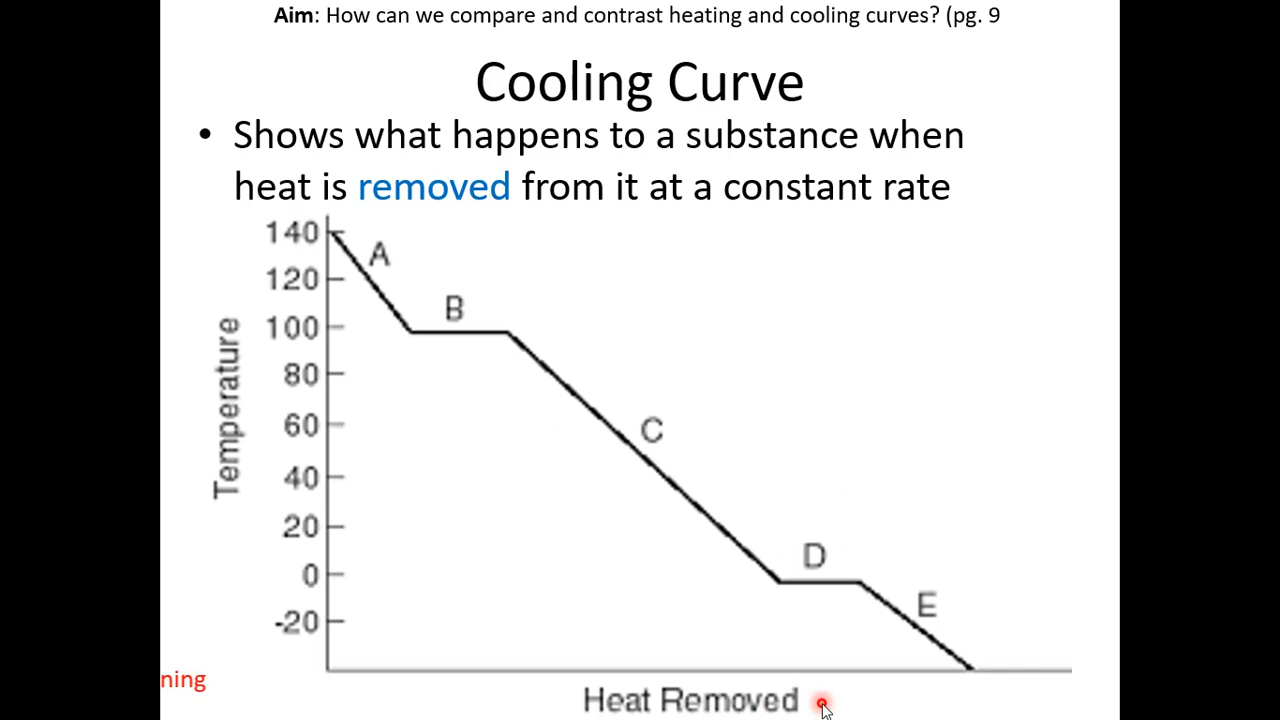 Aim: How can we compare and contrast heating and cooling curves? (pg. 9
Cooling Curve
• Shows what happens to a substance when
heat is removed from it at a constant rate
140
A
120
B
100
80
60
C
40
20
D
0
E
-20
Temperature
ning
Heat Removed